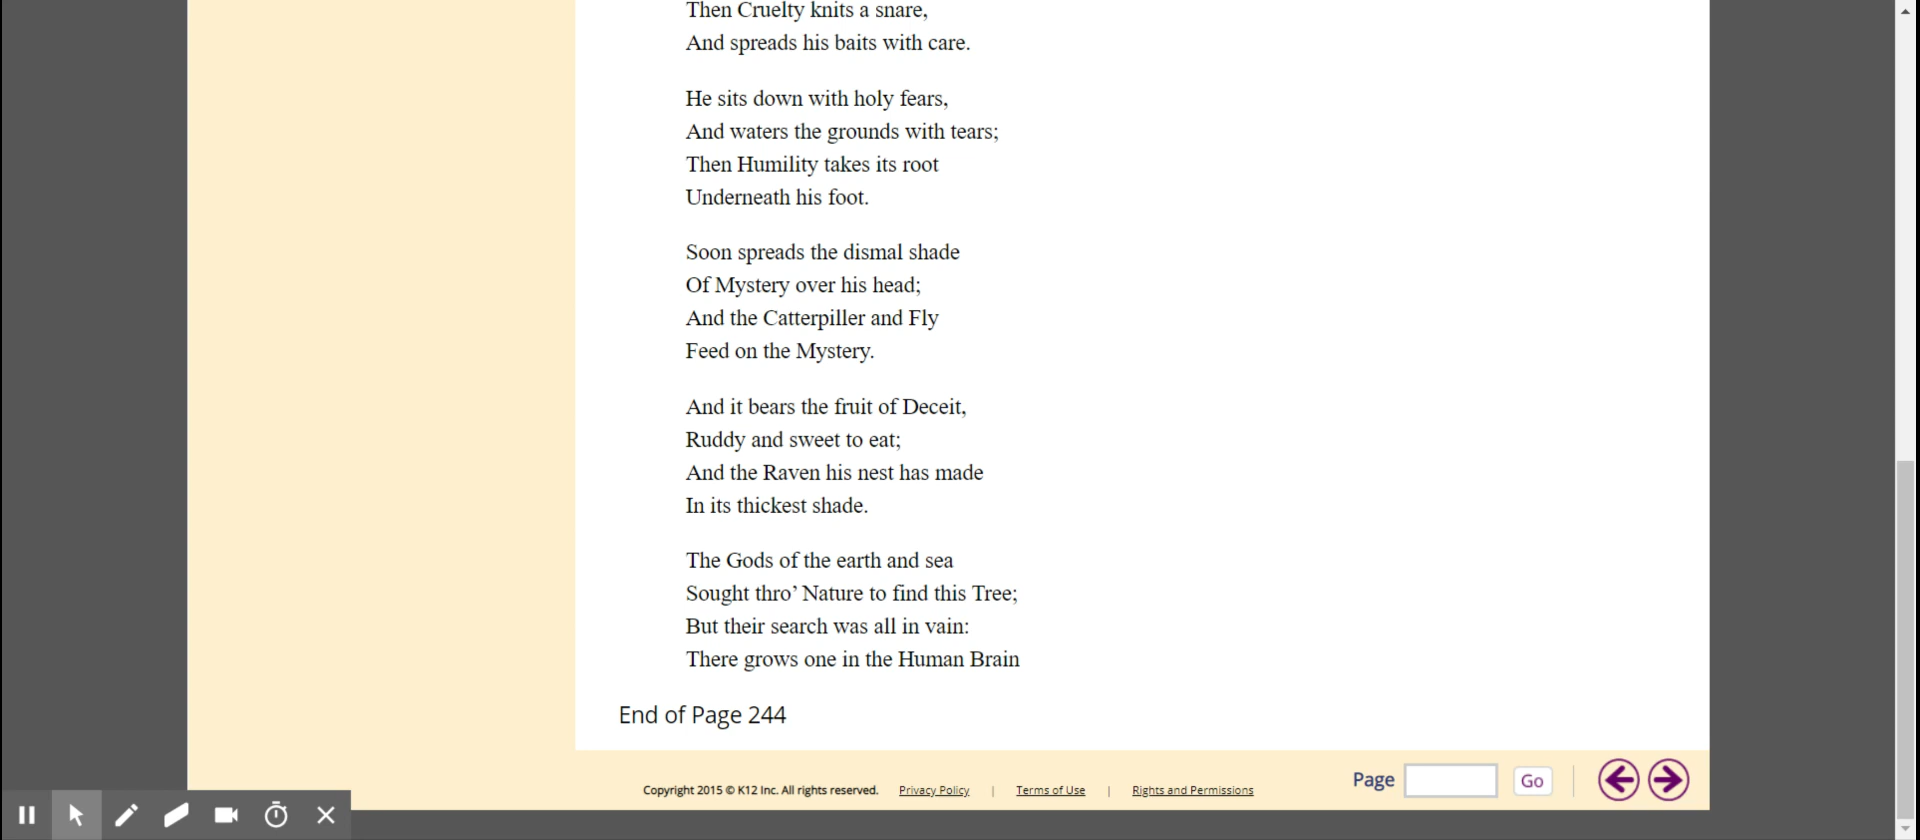 Then Cruelty knits a snare,
And spreads his baits with care.
He sits down with holy fears,
And waters the grounds with tears;
Then Humility takes its root
Underneath his foot.
Soon spreads the dismal shade
Of Mystery over his head;
And the Catterpiller and Fly
Feed on the Mystery.
And it bears the fruit of Deceit,
Ruddy and sweet to eat;
And the Raven his nest has made
In its thickest shade.
The Gods of the earth and sea
Sought thro’ Nature to find this Tree;
But their search was all in vain:
There grows one in the Human Brain
End of Page 244
Page Go
Copyright 2015 © K12 Inc. All rights reserved. Privacy Policy | Terms of Use | Rights and Permissions